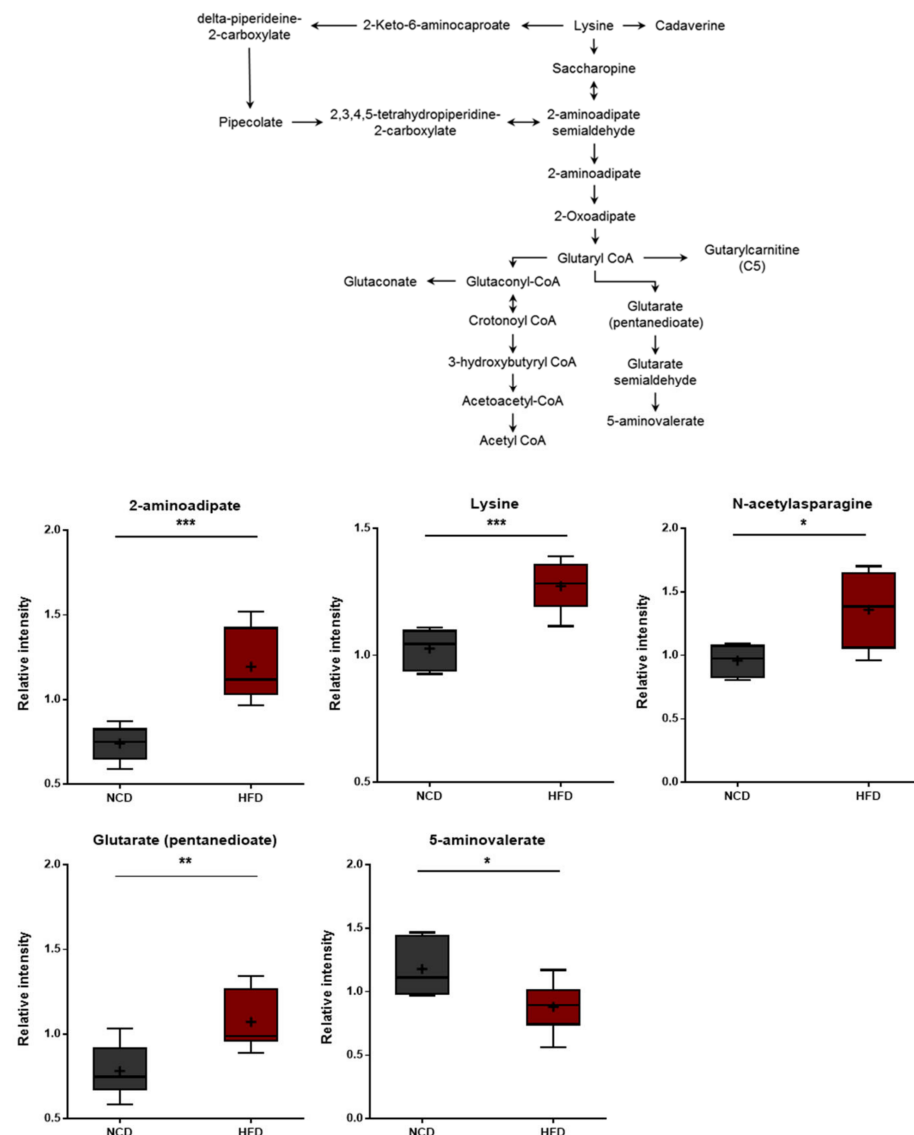 delta-piperideine-
2-carboxylate
2-Keto-6-aminocaproate
Lysine
Cadaverine
Saccharopine
Pipecolate
2,3,4,5-tetrahydropiperidine-
2-carboxylate
2-aminoadipate
semialdehyde
2-aminoadipate
2-Oxoadipate
Glutaryl CoA
Gutarylcarnitine
(C5)
Glutaconate
Glutaconyl-CoA
Glutarate
(pentanedioate)
Crotonoyl CoA
3-hydroxybutyryl CoA
Glutarate
semialdehyde
Acetoacetyl-CoA
5-aminovalerate
Acetyl CoA
2-aminoadipate
***
2.0
1.5
1.0
0.5
Relative intensity
NCD
HFD
Lysine
***
1.5
1.0
0.5
Relative intensity
NCD
HFD
N-acetylasparagine
*
2.0
1.5
1.0
0.5
0.0
Relative intensity
NCD
HFD
Glutarate (pentanedioate)
**
2.0
1.5
1.0
0.5
Relative intensity
NCD
HFD
5-aminovalerate
*
2.0
1.5
1.0
0.5
0.0
Relative intensity
NCD
HFD